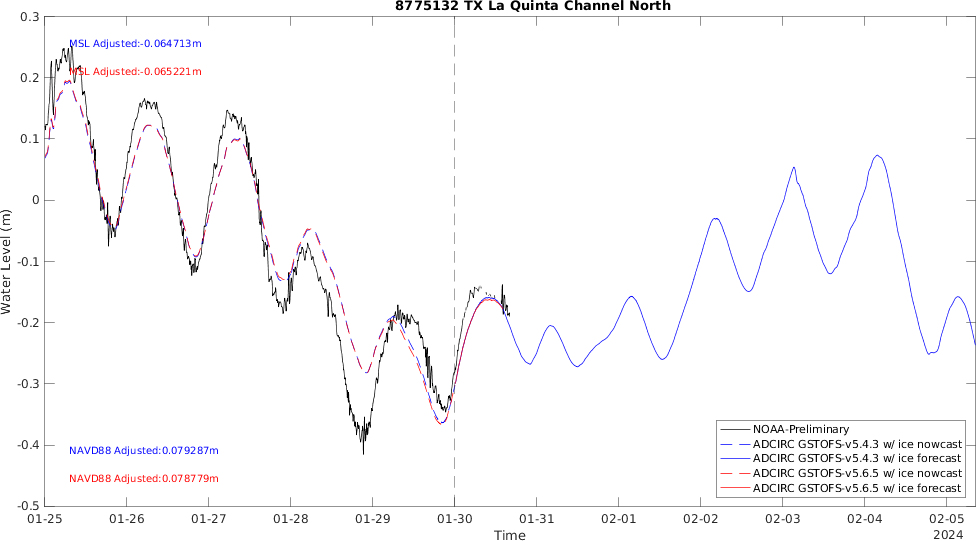 8775132 TX La Quinta Channel North
0.3
0.2
0.1
0
-0.1
-0.2
-0.3
-0.4
-0.5
Water Level (m)
MSL Adjusted:-0.064713m
MSL Adjusted:-0.065221m
NAVD88 Adjusted:0.079287m
NAVD88 Adjusted:0.078779m
NOAA-Preliminary
ADCIRC GSTOFS-v5.4.3 w/ ice nowcast
ADCIRC GSTOFS-v5.4.3 w/ ice forecast
ADCIRC GSTOFS-v5.6.5 w/ ice nowcast
ADCIRC GSTOFS-v5.6.5 w/ ice forecast
01-25 01-26 01-27 01-28 01-29 01-30 01-31 02-01 02-02 02-03 02-04 02-05
Time 2024